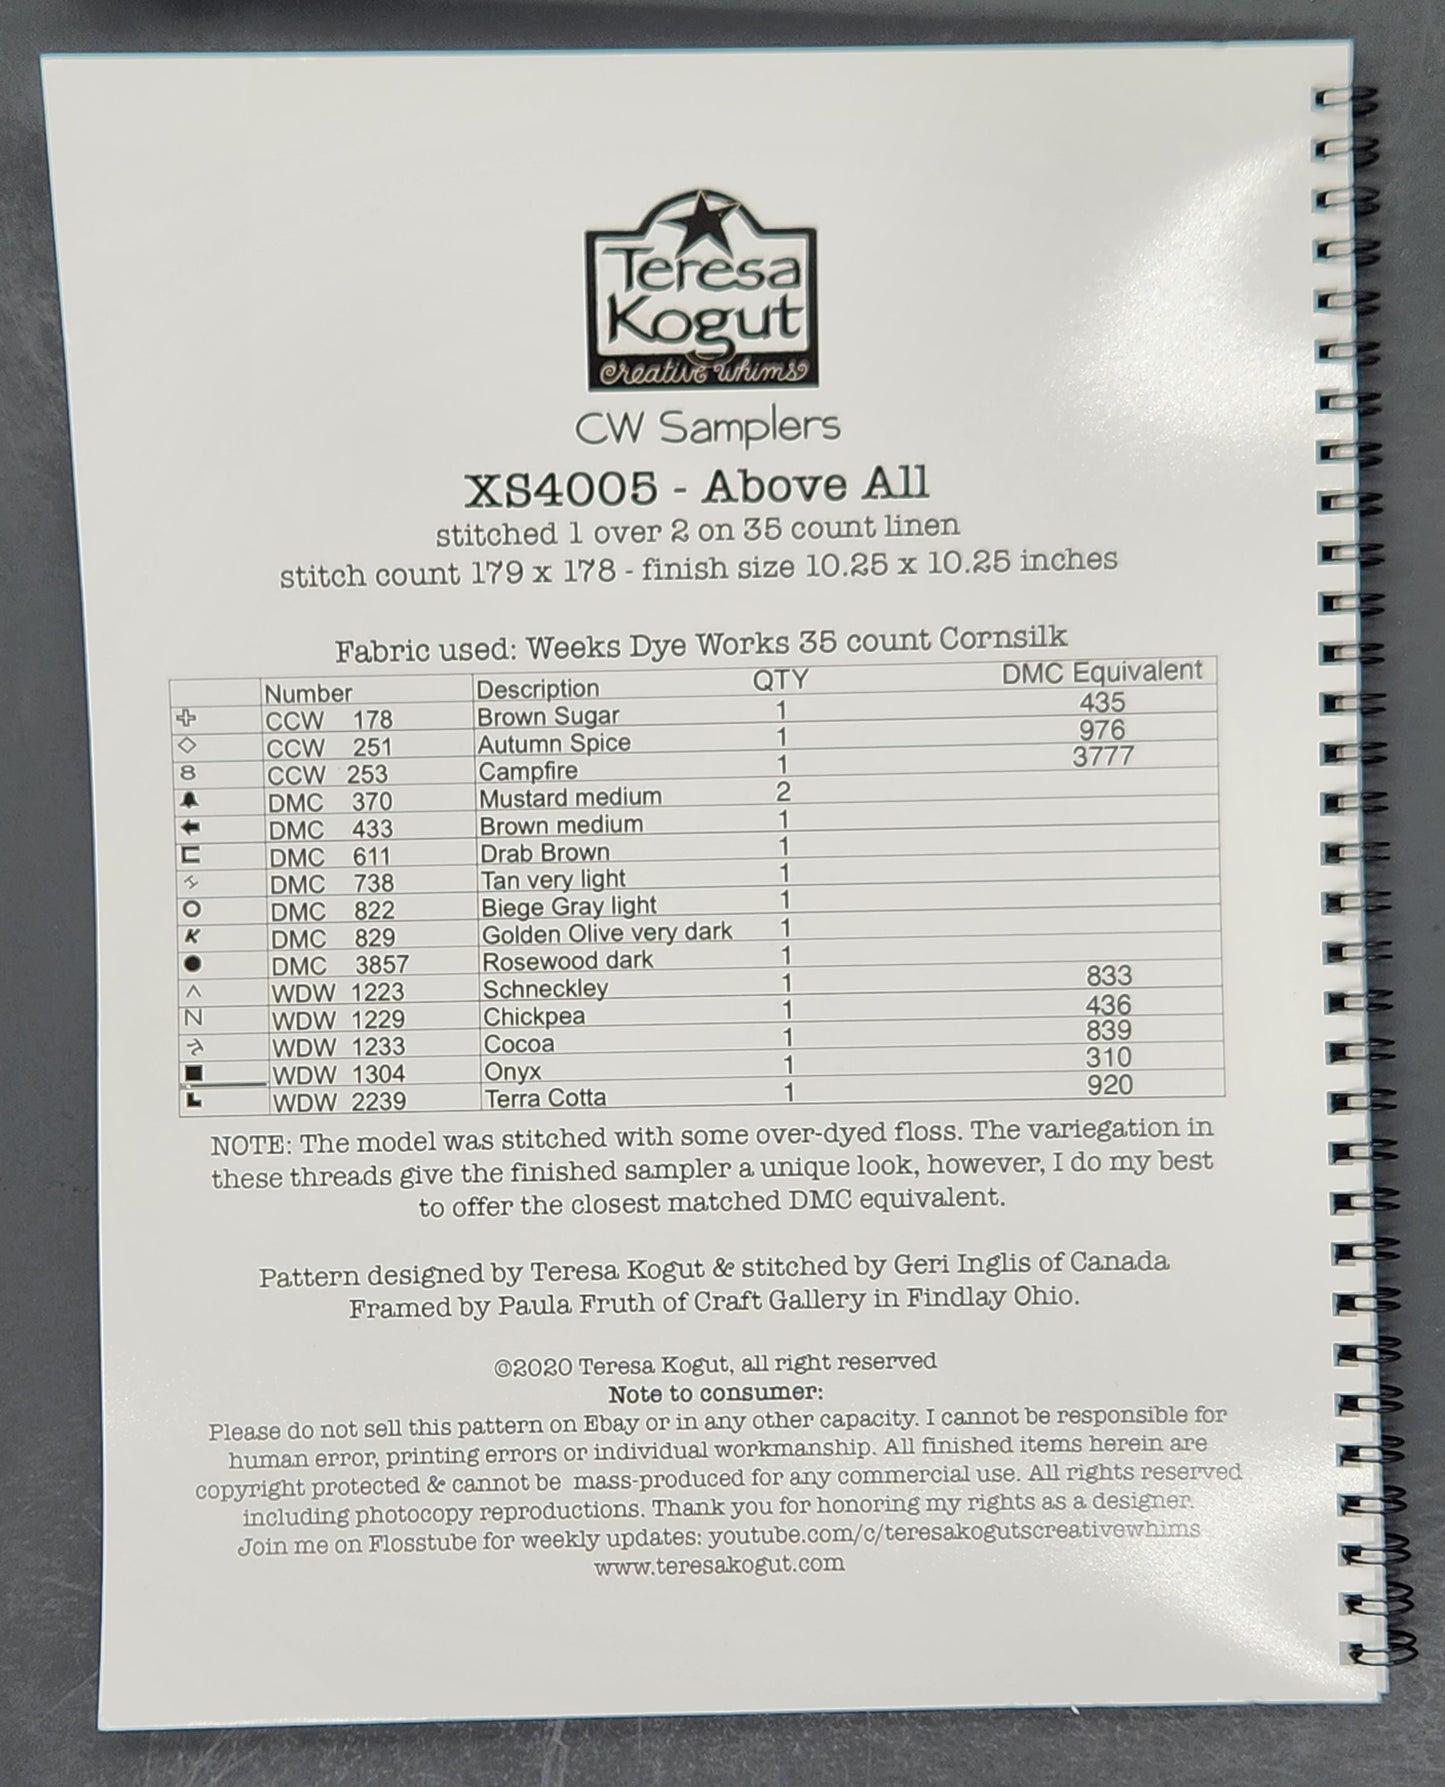 Teresa
Kogut
creative whims
CW Samplers
XS4005 - Above All
stitched 1 over 2 on 35 count linen
stitch count 179 x 178 - finish size 10.25 x 10.25 inches
Fabric used: Weeks Dye Works 35 count Cornsilk
Number Description QTY DMC Equivalent
CCW 178 Brown Sugar 1 435
CCW 251 Autumn Spice 1 976
8 CCW 253 Campfire 1 3777
DMC 370 Mustard medium 2
DMC 433 Brown medium 1
DMC 611 Drab Brown 1
DMC 738 Tan very light 1
DMC 822 Biege Gray light 1
K DMC 829 Golden Olive very dark 1
DMC 3857 Rosewood dark 1
WDW 1223 Schneckley 1 833
N WDW 1229 Chickpea 1 436
WDW 1233 Cocoa 1 839
WDW 1304 Onyx 1 310
L WDW 2239 Terra Cotta 1 920
NOTE: The model was stitched with some over-dyed floss. The variegation in
these threads give the finished sampler a unique look, however, I do my best
to offer the closest matched DMC equivalent.
Pattern designed by Teresa Kogut & stitched by Geri Inglis of Canada
Framed by Paula Fruth of Craft Gallery in Findlay Ohio.
©2020 Teresa Kogut, all right reserved
Note to consumer:
Please do not sell this pattern on Ebay or in any other capacity. I cannot be responsible for
human error, printing errors or individual workmanship. All finished items herein are
copyright protected & cannot be mass-produced for any commercial use. All rights reserved
including photocopy reproductions. Thank you for honoring my rights as a designer.
Join me on Flosstube for weekly updates: youtube.com/c/teresakogutscreativewhims
www.teresakogut.com